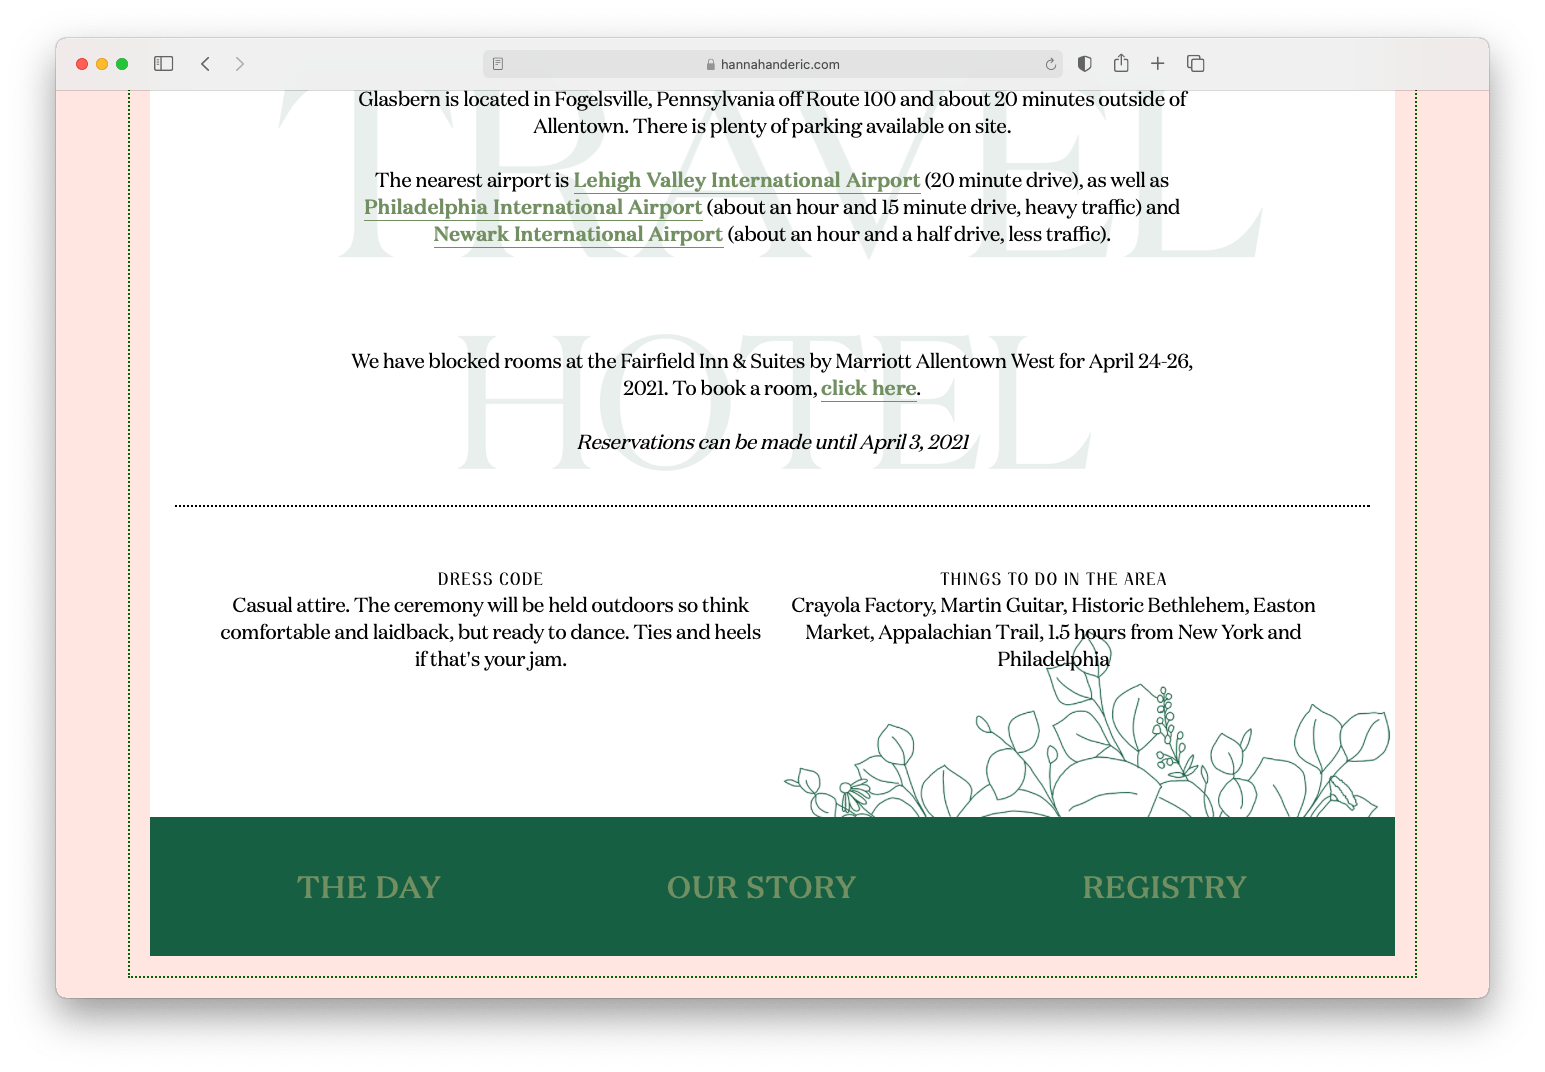 hannahanderic.com
TRAVEL
Glasbern is located in Fogelsville, Pennsylvania off Route 100 and about 20 minutes outside of
Allentown. There is plenty of parking available on site.
The nearest airport is Lehigh Valley International Airport (20 minute drive), as well as
Philadelphia International Airport (about an hour and 15 minute drive, heavy traffic) and
Newark International Airport (about an hour and a half drive, less traffic).
HOTEL
We have blocked rooms at the Fairfield Inn & Suites by Marriott Allentown West for April 24-26,
2021. To book a room, click here.
Reservations can be made until April 3, 2021
DRESS CODE
Casual attire. The ceremony will be held outdoors so think
comfortable and laidback, but ready to dance. Ties and heels
if that's your jam.
THINGS TO DO IN THE AREA
Crayola Factory, Martin Guitar, Historic Bethlehem, Easton
Market, Appalachian Trail, 1.5 hours from New York and
Philadelphia
THE DAY
OUR STORY
REGISTRY